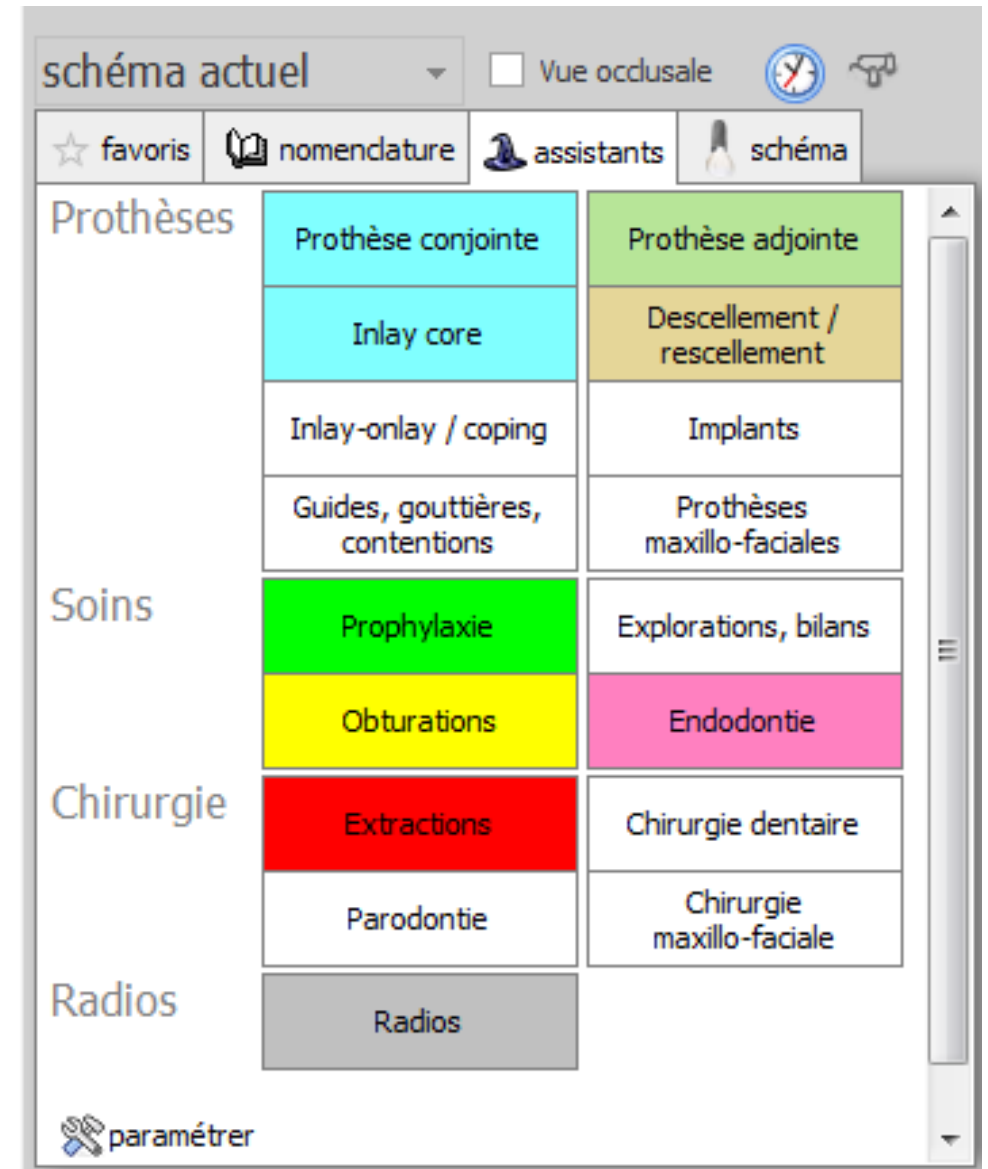 schéma actuel Vue occlusale
favoris nomenclature assistants schéma
Prothèses
Prothèse conjointe Prothèse adjointe
Inlay core Descellement /
rescellement
Inlay-onlay / coping Implants
Guides, gouttières,
contentions
Prothèses
maxillo-faciales
Soins
Prophylaxie Explorations, bilans
Obturations Endodontie
Chirurgie
Extractions Chirurgie dentaire
Parodontie Chirurgie
maxillo-faciale
Radios
Radios
paramétrer